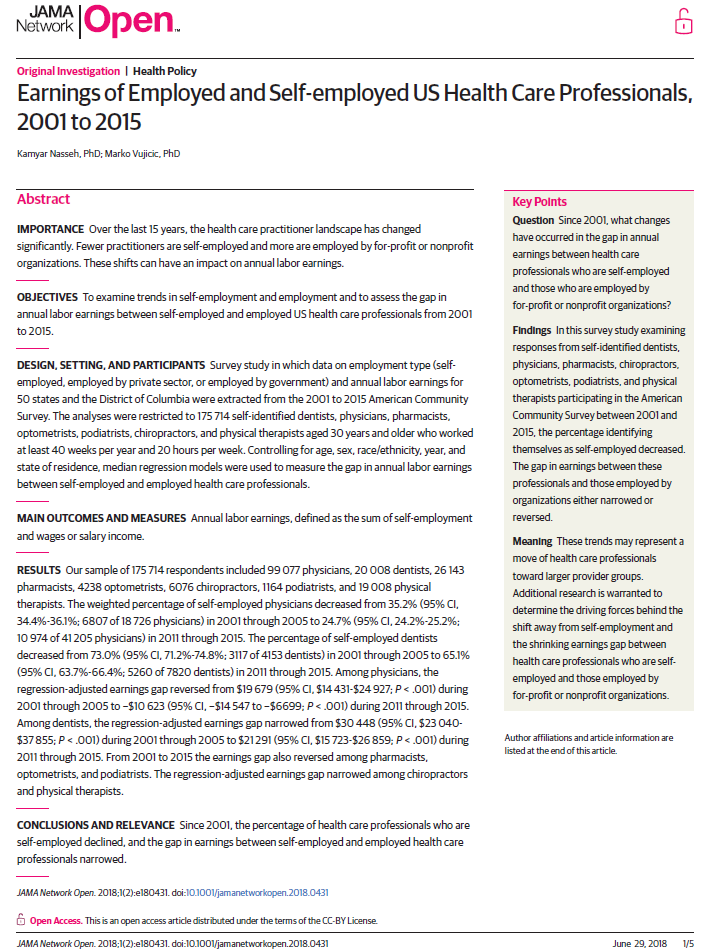 JAMA
Network | Open™
Original Investigation | Health Policy
Earnings of Employed and Self-employed US Health Care Professionals,
2001 to 2015
Kamyar Nasseh, PhD; Marko Vujicic, PhD
Abstract
IMPORTANCE Over the last 15 years, the health care practitioner landscape has changed
significantly. Fewer practitioners are self-employed and more are employed by for-profit or nonprofit
organizations. These shifts can have an impact on annual labor earnings.
OBJECTIVES To examine trends in self-employment and employment and to assess the gap in
annual labor earnings between self-employed and employed US health care professionals from 2001
to 2015.
DESIGN, SETTING, AND PARTICIPANTS Survey study in which data on employment type (self-
employed, employed by private sector, or employed by government) and annual labor earnings for
50 states and the District of Columbia were extracted from the 2001 to 2015 American Community
Survey. The analyses were restricted to 175 714 self-identified dentists, physicians, pharmacists,
optometrists, podiatrists, chiropractors, and physical therapists aged 30 years and older who worked
at least 40 weeks per year and 20 hours per week. Controlling for age, sex, race/ethnicity, year, and
state of residence, median regression models were used to measure the gap in annual labor earnings
between self-employed and employed health care professionals.
MAIN OUTCOMES AND MEASURES Annual labor earnings, defined as the sum of self-employment
and wages or salary income.
RESULTS Our sample of 175 714 respondents included 99 077 physicians, 20 008 dentists, 26 143
pharmacists, 4238 optometrists, 6076 chiropractors, 1164 podiatrists, and 19 008 physical
therapists. The weighted percentage of self-employed physicians decreased from 35.2% (95% CI,
34.4%-36.1%; 6807 of 18 726 physicians) in 2001 through 2005 to 24.7% (95% CI, 24.2%-25.2%;
10 974 of 41 205 physicians) in 2011 through 2015. The percentage of self-employed dentists
decreased from 73.0% (95% CI, 71.2%-74.8%; 3117 of 4153 dentists) in 2001 through 2005 to 65.1%
(95% CI, 63.7%-66.4%; 5260 of 7820 dentists) in 2011 through 2015. Among physicians, the
regression-adjusted earnings gap reversed from $19 679 (95% CI, $14 431-$24 927; P < .001) during
2001 through 2005 to −$10 623 (95% CI, −$14 547 to −$6699; P < .001) during 2011 through 2015.
Among dentists, the regression-adjusted earnings gap narrowed from $30 448 (95% CI, $23 040-
$37 855; P < .001) during 2001 through 2005 to $21 291 (95% CI, $15 723-$26 859; P < .001) during
2011 through 2015. From 2001 to 2015 the earnings gap also reversed among pharmacists,
optometrists, and podiatrists. The regression-adjusted earnings gap narrowed among chiropractors
and physical therapists.
CONCLUSIONS AND RELEVANCE Since 2001, the percentage of health care professionals who are
self-employed declined, and the gap in earnings between self-employed and employed health care
professionals narrowed.
JAMA Network Open. 2018;1(2):e180431. doi:10.1001/jamanetworkopen.2018.0431
Key Points
Question Since 2001, what changes
have occurred in the gap in annual
earnings between health care
professionals who are self-employed
and those who are employed by
for-profit or nonprofit organizations?
Findings In this survey study examining
responses from self-identified dentists,
physicians, pharmacists, chiropractors,
optometrists, podiatrists, and physical
therapists participating in the American
Community Survey between 2001 and
2015, the percentage identifying
themselves as self-employed decreased.
The gap in earnings between these
professionals and those employed by
organizations either narrowed or
reversed.
Meaning These trends may represent a
move of health care professionals
toward larger provider groups.
Additional research is warranted to
determine the driving forces behind the
shift away from self-employment and
the shrinking earnings gap between
health care professionals who are self-
employed and those employed by
for-profit or nonprofit organizations.
Author affiliations and article information are
listed at the end of this article.
Open Access. This is an open access article distributed under the terms of the CC-BY License.
JAMA Network Open. 2018;1(2):e180431. doi:10.1001/jamanetworkopen.2018.0431
June 29, 2018 1/5